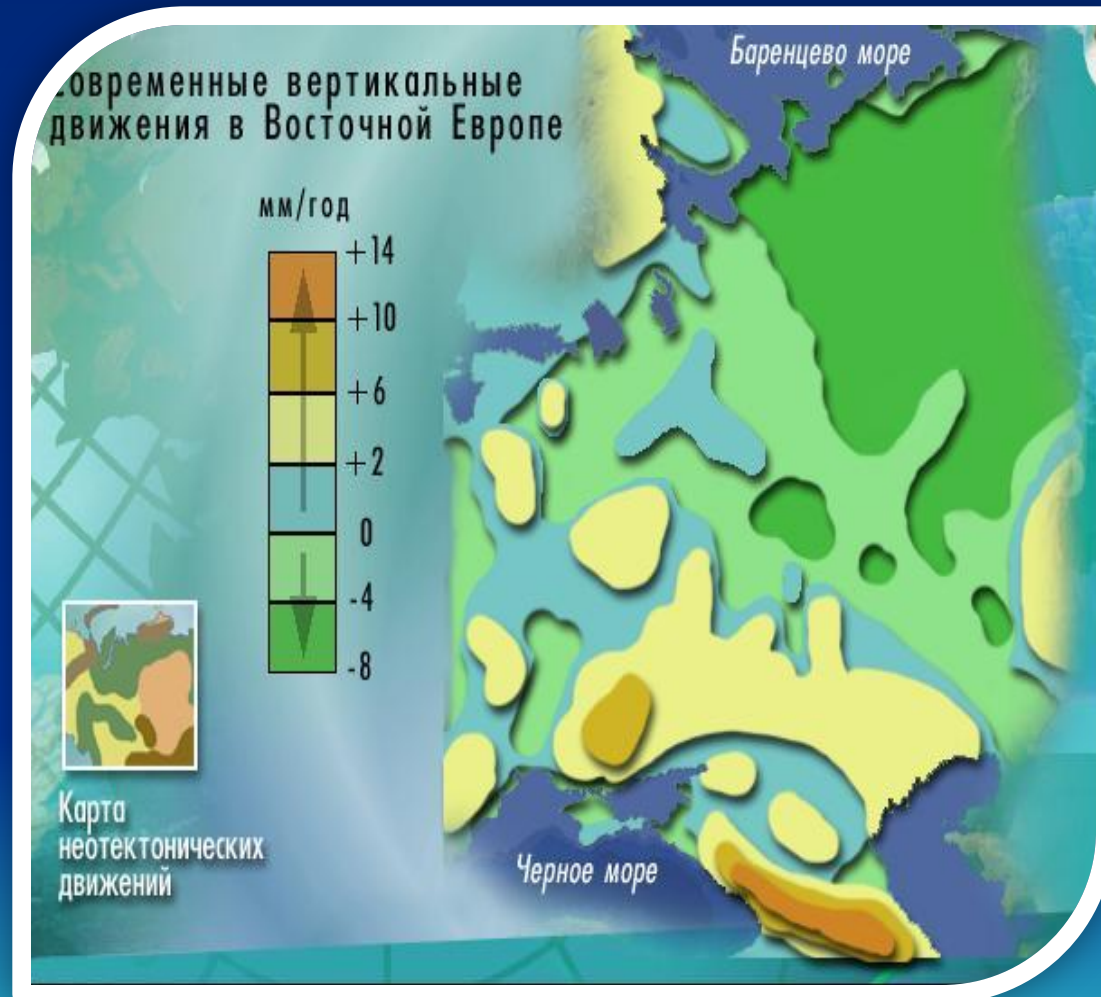 Современные вертикальные
движения в Восточной Европе
Баренцево море
мм/год
+14
+10
+6
+2
0
-4
-8
Карта
неотектонических
движений
Черное море